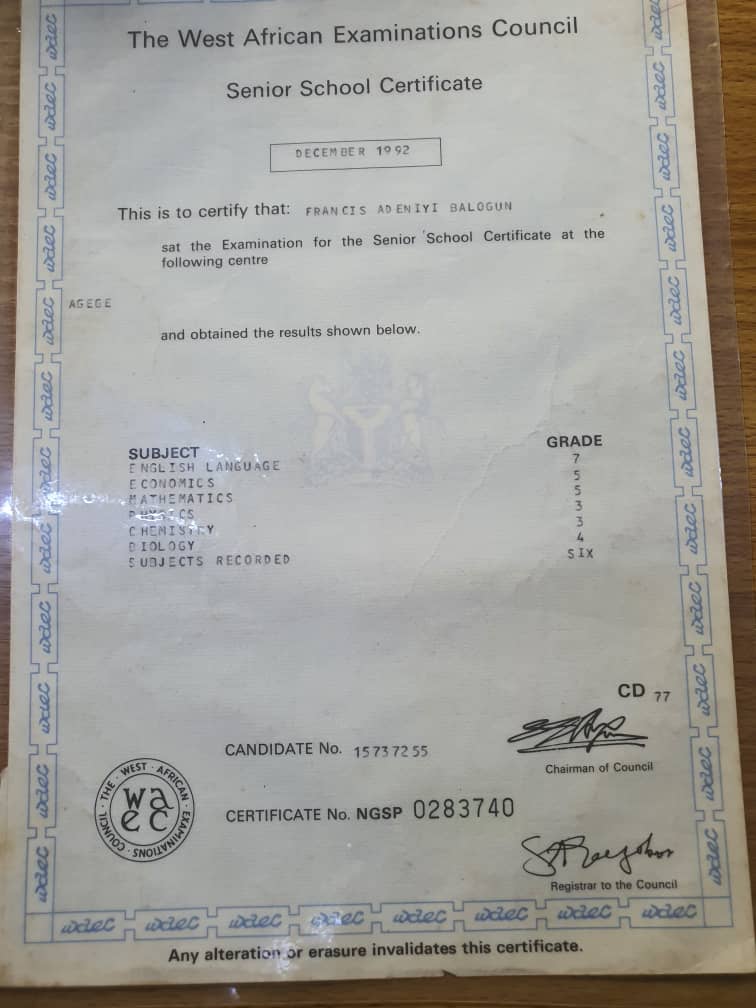 The West African Examinations Council
Senior School Certificate
DECEMBER 1992
This is to certify that: FRANCIS ADENIYI BALOGUN
sat the Examination for the Senior School Certificate at the
following centre
AGEGE
and obtained the results shown below.
SUBJECT GRADE
ENGLISH LANGUAGE 7
ECONOMICS 5
MATHEMATICS 5
PHYSICS 3
CHEMISTRY 3
BIOLOGY 4
SUBJECTS RECORDED SIX
CD 77
CANDIDATE No. 15737255
Chairman of Council
THE · WEST · AFRICAN · EXAMINATIONS · COUNCIL
wa
ec
CERTIFICATE No. NGSP 0283740
Registrar to the Council
waec waec waec waec waec waec waec waec
Any alteration or erasure invalidates this certificate.